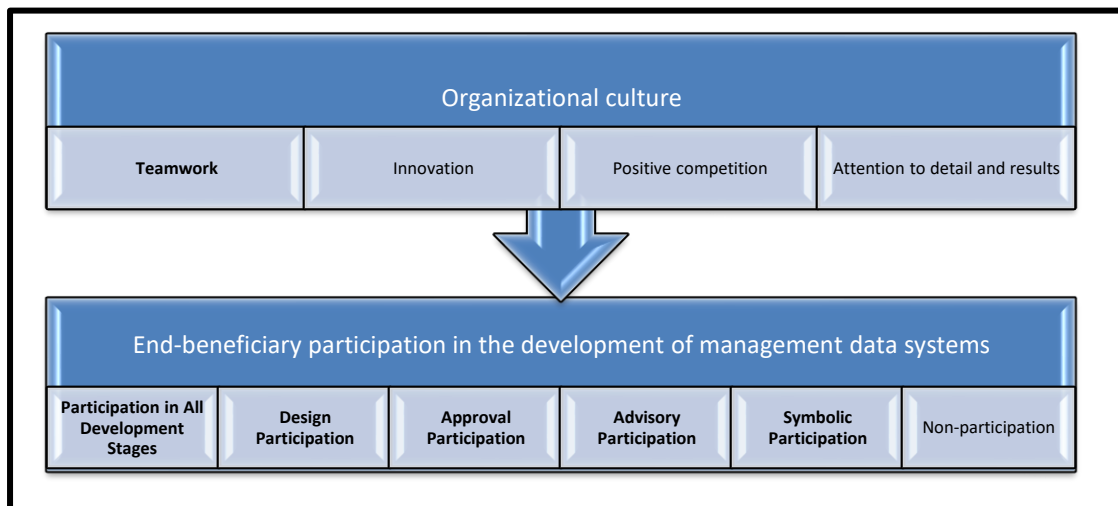 Organizational culture
Teamwork
Innovation
Positive competition
Attention to detail and results
End-beneficiary participation in the development of management data systems
Participation in All
Development
Stages
Design
Participation
Approval
Participation
Advisory
Participation
Symbolic
Participation
Non-participation